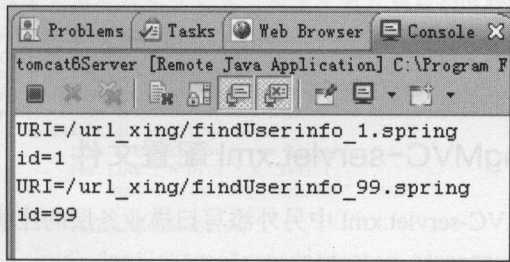 Problems Tasks Web Browser Console
tomcat6Server [Remote Java Application] C:\Program F
URI=/url_xing/findUserinfo_1.spring
id=1
URI=/url_xing/findUserinfo_99.spring
id=99